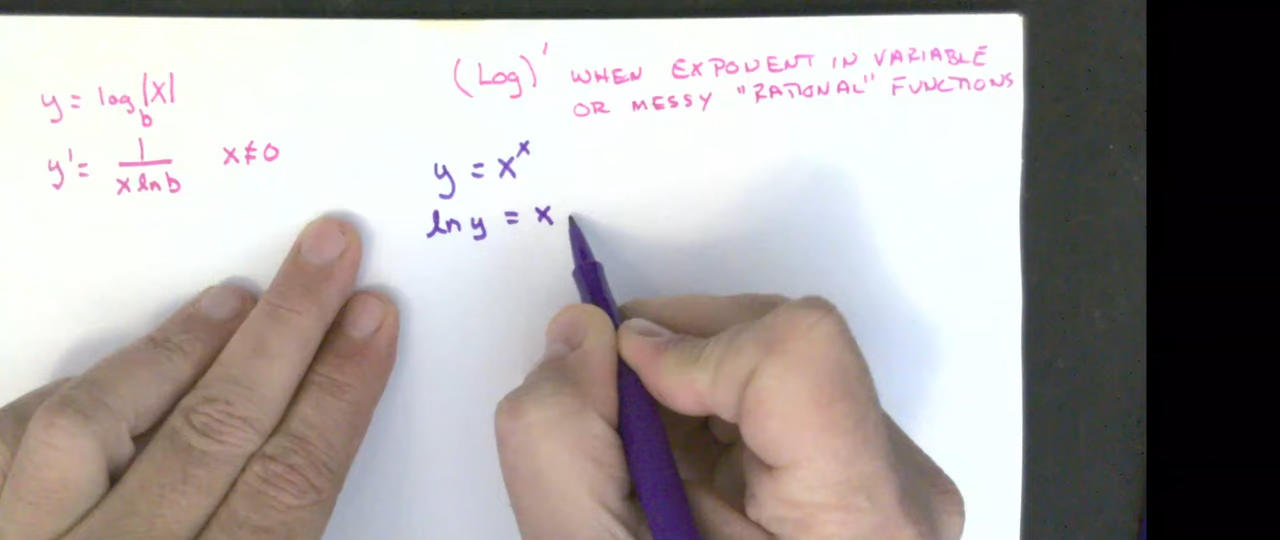 y = log_b |x|
y' = 1/(x ln b)   x ≠ 0
(Log)' WHEN EXPONENT IN VARIABLE
OR MESSY "RATIONAL" FUNCTIONS
y = x^x
ln y = x